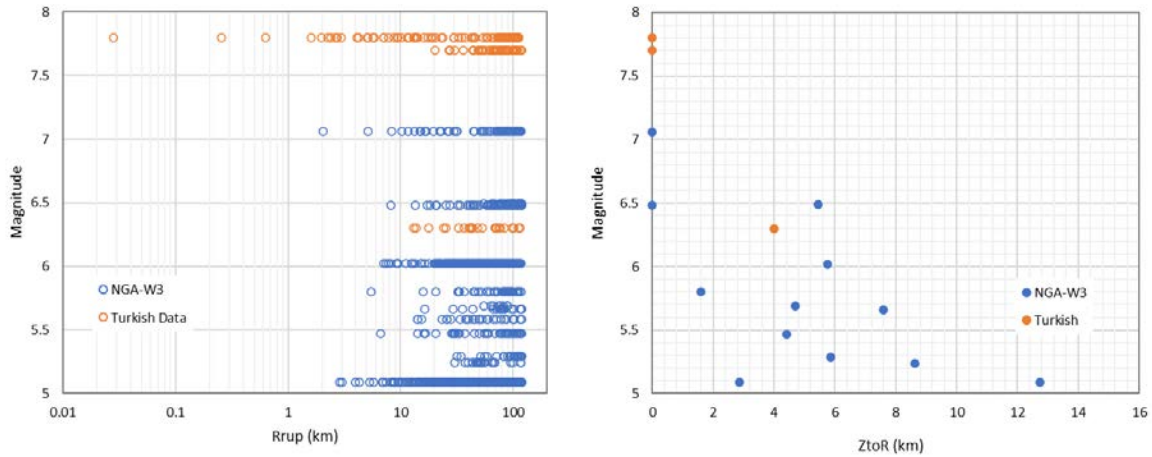 8
7.5
7
6.5
6
5.5
5
Magnitude
NGA-W3
Turkish Data
0.01 0.1 1 10 100
Rrup (km)
8
7.5
7
6.5
6
5.5
5
Magnitude
NGA-W3
Turkish
0 2 4 6 8 10 12 14 16
ZtoR (km)